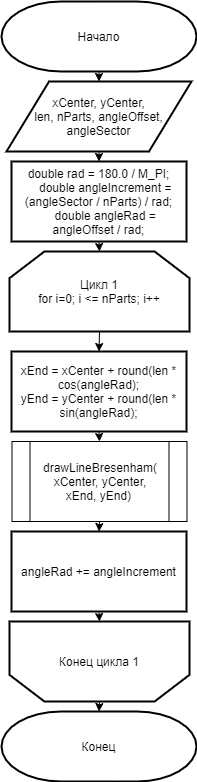 Начало
xCenter, yCenter,
len, nParts, angleOffset,
angleSector
double rad = 180.0 / M_PI;
double angleIncrement =
(angleSector / nParts) / rad;
double angleRad =
angleOffset / rad;
Цикл 1
for i=0; i <= nParts; i++
xEnd = xCenter + round(len *
cos(angleRad);
yEnd = yCenter + round(len *
sin(angleRad);
drawLineBresenham(
xCenter, yCenter,
xEnd, yEnd)
angleRad += angleIncrement
Конец цикла 1
Конец